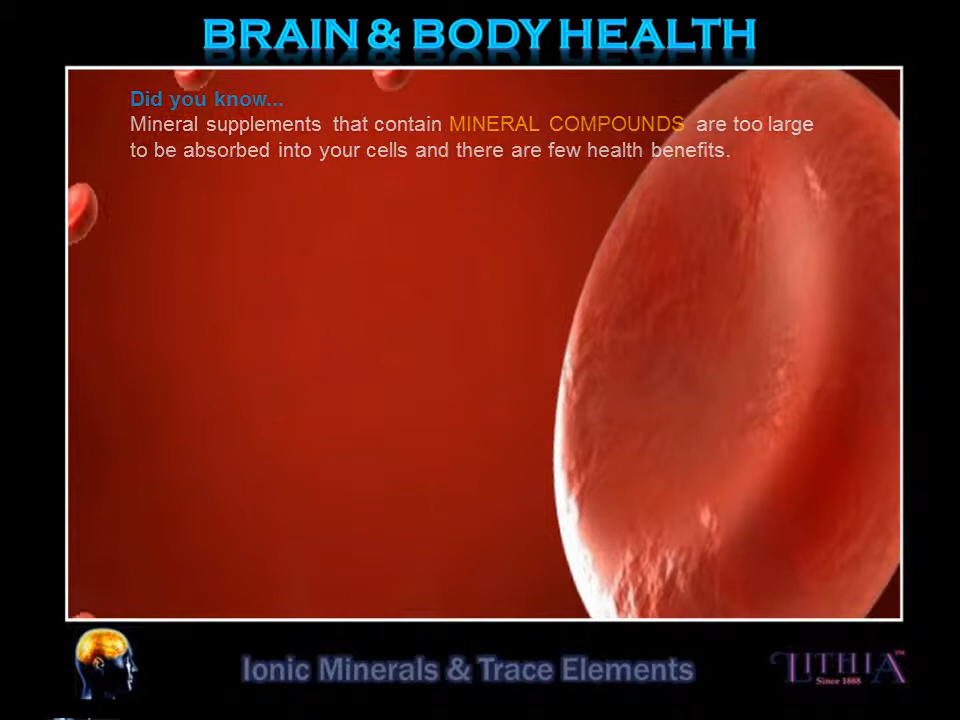 BRAIN & BODY HEALTH
Did you know...
Mineral supplements that contain MINERAL COMPOUNDS are too large
to be absorbed into your cells and there are few health benefits.
Ionic Minerals & Trace Elements
LITHIA™
Since 1888